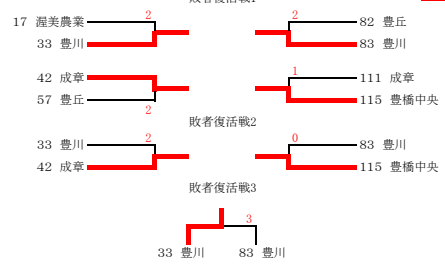 敗者復活戦1
17 渥美農業 2 2 82 豊丘
33 豊川 83 豊川
42 成章 1 111 成章
57 豊丘 2 115 豊橋中央
敗者復活戦2
33 豊川 2 0 83 豊川
42 成章 115 豊橋中央
敗者復活戦3
3
33 豊川 83 豊川